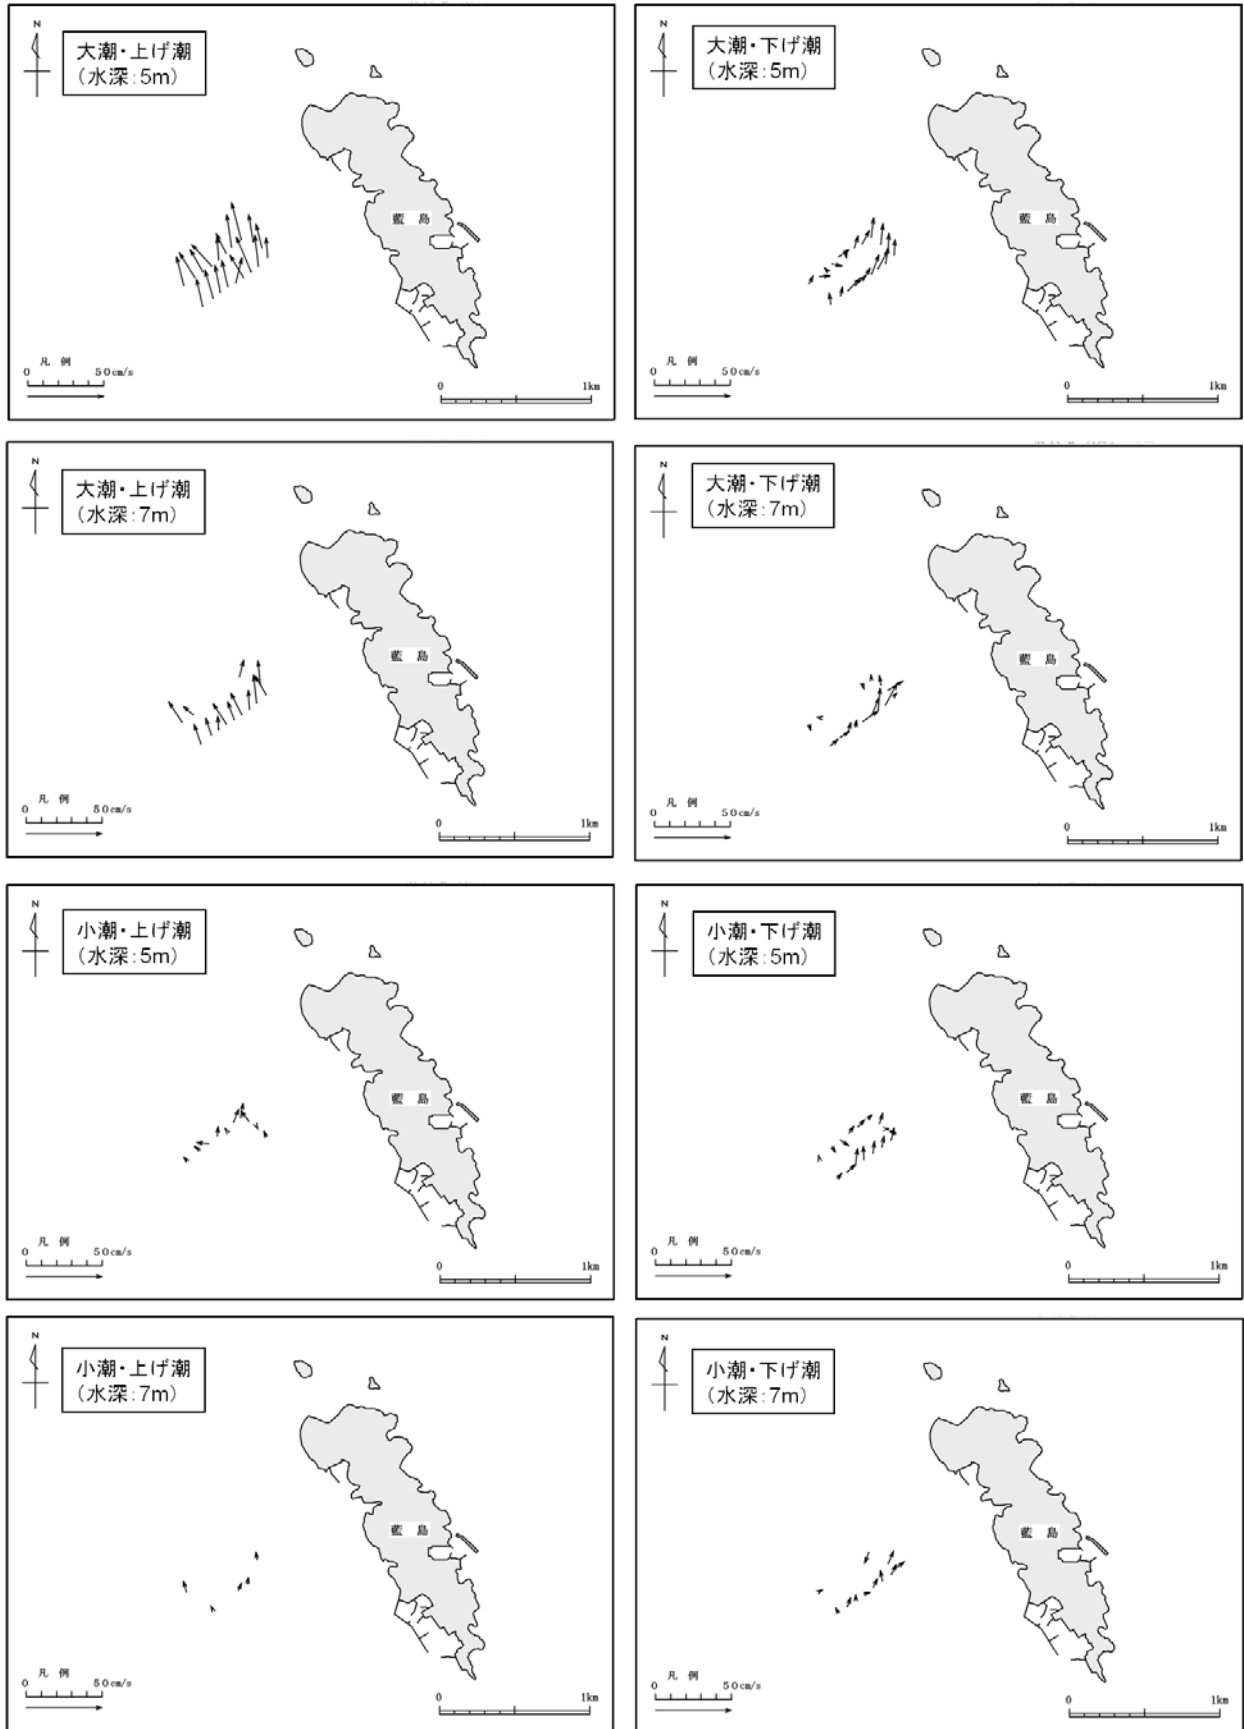 N
大潮・上げ潮
(水深:5m)
藍 島
凡 例
0 50cm/s
0 1km
N
大潮・下げ潮
(水深:5m)
藍 島
凡 例
0 50cm/s
0 1km
N
大潮・上げ潮
(水深:7m)
藍 島
凡 例
0 50cm/s
0 1km
N
大潮・下げ潮
(水深:7m)
藍 島
凡 例
0 50cm/s
0 1km
N
小潮・上げ潮
(水深:5m)
藍 島
凡 例
0 50cm/s
0 1km
N
小潮・下げ潮
(水深:5m)
藍 島
凡 例
0 50cm/s
0 1km
N
小潮・上げ潮
(水深:7m)
藍 島
凡 例
0 50cm/s
0 1km
N
小潮・下げ潮
(水深:7m)
藍 島
凡 例
0 50cm/s
0 1km